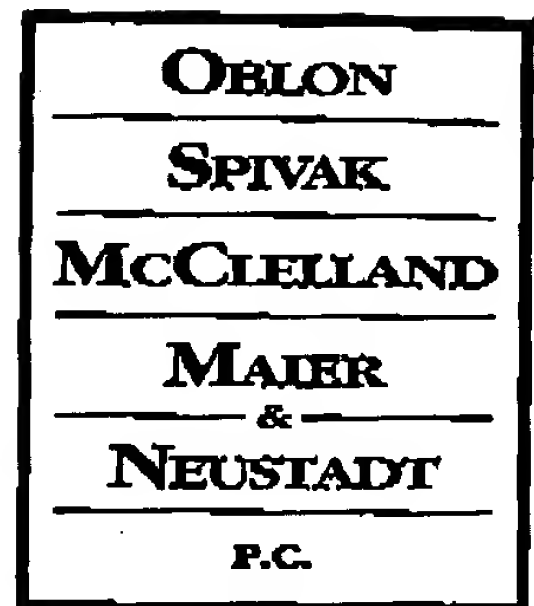 OBLON
SPIVAK
MCCLELLAND
MAIER
&
NEUSTADT
P.C.